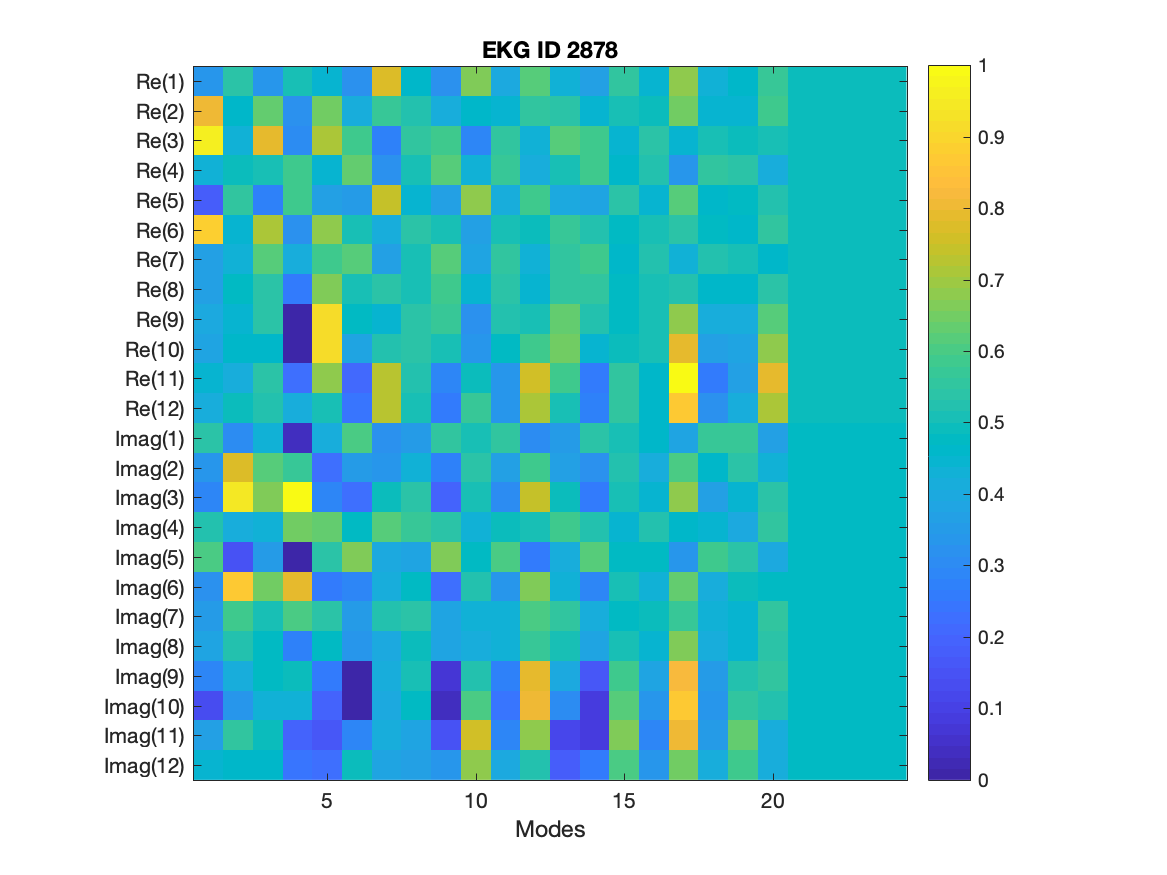 EKG ID 2878
Re(1)
Re(2)
Re(3)
Re(4)
Re(5)
Re(6)
Re(7)
Re(8)
Re(9)
Re(10)
Re(11)
Re(12)
Imag(1)
Imag(2)
Imag(3)
Imag(4)
Imag(5)
Imag(6)
Imag(7)
Imag(8)
Imag(9)
Imag(10)
Imag(11)
Imag(12)
5 10 15 20
Modes
1
0.9
0.8
0.7
0.6
0.5
0.4
0.3
0.2
0.1
0